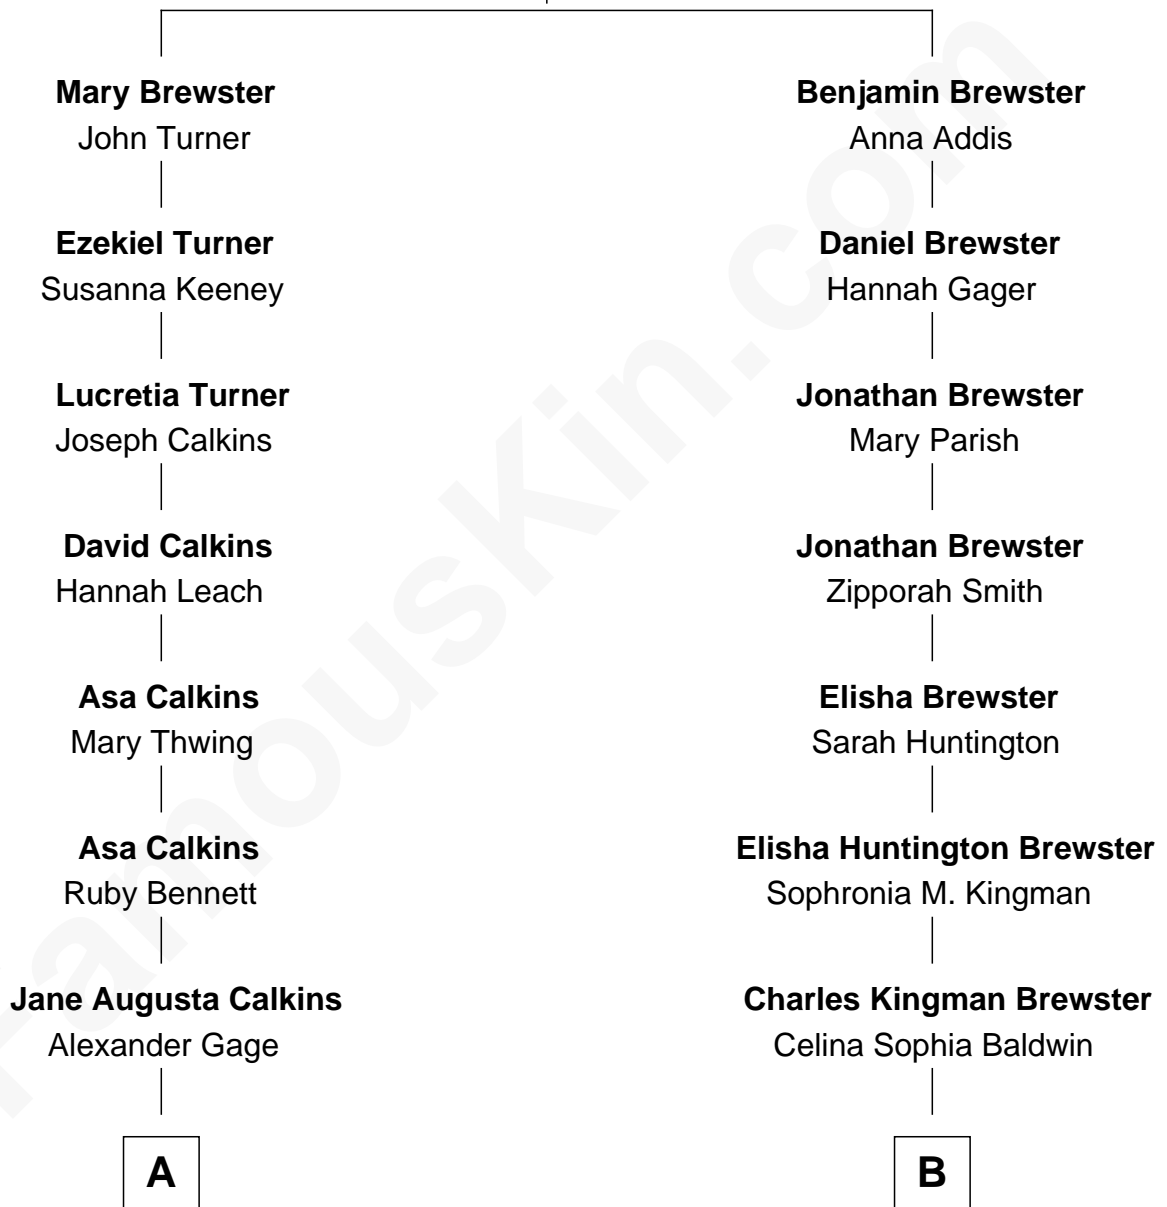 Mary Brewster
John Turner
Benjamin Brewster
Anna Addis
Ezekiel Turner
Susanna Keeney
Daniel Brewster
Hannah Gager
Lucretia Turner
Joseph Calkins
Jonathan Brewster
Mary Parish
David Calkins
Hannah Leach
Jonathan Brewster
Zipporah Smith
Asa Calkins
Mary Thwing
Elisha Brewster
Sarah Huntington
Asa Calkins
Ruby Bennett
Elisha Huntington Brewster
Sophronia M. Kingman
Jane Augusta Calkins
Alexander Gage
Charles Kingman Brewster
Celina Sophia Baldwin
A
B
FamousKin.com